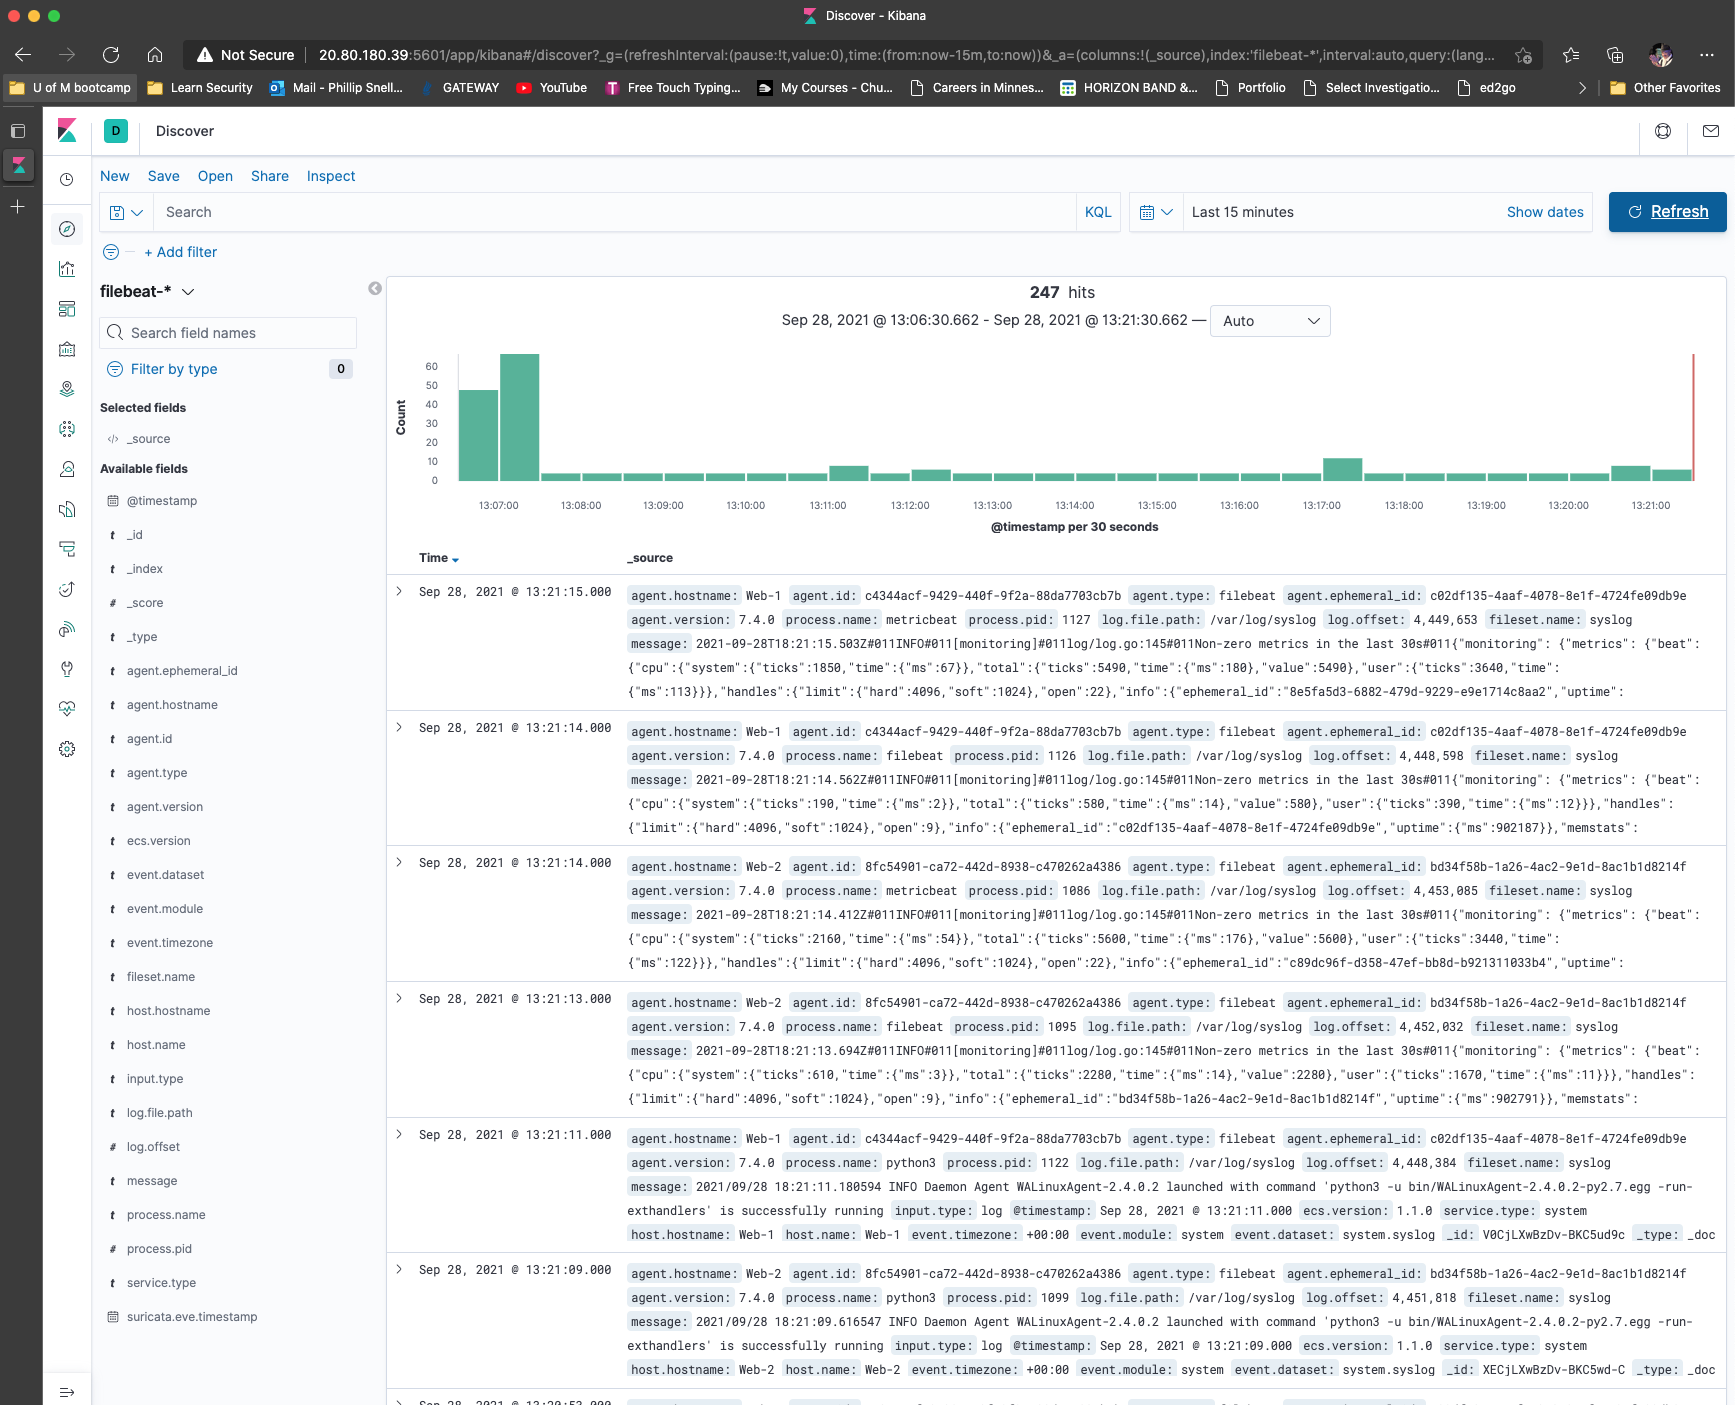 Discover - Kibana
Not Secure 20.80.180.39:5601/app/kibana#/discover?_g=(refreshInterval:(pause:!t,value:0),time:(from:now-15m,to:now))&_a=(columns:!(_source),index:'filebeat-*',interval:auto,query:(lang...
U of M bootcamp Learn Security Mail - Phillip Snell... GATEWAY YouTube Free Touch Typing... My Courses - Chu... Careers in Minnes... HORIZON BAND &... Portfolio Select Investigatio... ed2go Other Favorites
D Discover
New Save Open Share Inspect
Search KQL Last 15 minutes Show dates Refresh
+ Add filter
filebeat-*
Search field names
Filter by type 0
Selected fields
_source
Available fields
@timestamp
t _id
t _index
# _score
t _type
t agent.ephemeral_id
t agent.hostname
t agent.id
t agent.type
t agent.version
t ecs.version
t event.dataset
t event.module
t event.timezone
t fileset.name
t host.hostname
t host.name
t input.type
t log.file.path
# log.offset
t message
t process.name
# process.pid
t service.type
suricata.eve.timestamp
247 hits
Sep 28, 2021 @ 13:06:30.662 - Sep 28, 2021 @ 13:21:30.662 — Auto
Count
60
50
40
30
20
10
0
13:07:00 13:08:00 13:09:00 13:10:00 13:11:00 13:12:00 13:13:00 13:14:00 13:15:00 13:16:00 13:17:00 13:18:00 13:19:00 13:20:00 13:21:00
@timestamp per 30 seconds
Time _source
Sep 28, 2021 @ 13:21:15.000 agent.hostname: Web-1 agent.id: c4344acf-9429-440f-9f2a-88da7703cb7b agent.type: filebeat agent.ephemeral_id: c02df135-4aaf-4078-8e1f-4724fe09db9e
agent.version: 7.4.0 process.name: metricbeat process.pid: 1127 log.file.path: /var/log/syslog log.offset: 4,449,653 fileset.name: syslog
message: 2021-09-28T18:21:15.503Z#011INFO#011[monitoring]#011log/log.go:145#011Non-zero metrics in the last 30s#011{"monitoring": {"metrics": {"beat":
{"cpu":{"system":{"ticks":1850,"time":{"ms":67}},"total":{"ticks":5490,"time":{"ms":180},"value":5490},"user":{"ticks":3640,"time":
{"ms":113}}},"handles":{"limit":{"hard":4096,"soft":1024},"open":22},"info":{"ephemeral_id":"8e5fa5d3-6882-479d-9229-e9e1714c8aa2","uptime":
Sep 28, 2021 @ 13:21:14.000 agent.hostname: Web-1 agent.id: c4344acf-9429-440f-9f2a-88da7703cb7b agent.type: filebeat agent.ephemeral_id: c02df135-4aaf-4078-8e1f-4724fe09db9e
agent.version: 7.4.0 process.name: filebeat process.pid: 1126 log.file.path: /var/log/syslog log.offset: 4,448,598 fileset.name: syslog
message: 2021-09-28T18:21:14.562Z#011INFO#011[monitoring]#011log/log.go:145#011Non-zero metrics in the last 30s#011{"monitoring": {"metrics": {"beat":
{"cpu":{"system":{"ticks":190,"time":{"ms":2}},"total":{"ticks":580,"time":{"ms":14},"value":580},"user":{"ticks":390,"time":{"ms":12}}},"handles":
{"limit":{"hard":4096,"soft":1024},"open":9},"info":{"ephemeral_id":"c02df135-4aaf-4078-8e1f-4724fe09db9e","uptime":{"ms":902187}},"memstats":
Sep 28, 2021 @ 13:21:14.000 agent.hostname: Web-2 agent.id: 8fc54901-ca72-442d-8938-c470262a4386 agent.type: filebeat agent.ephemeral_id: bd34f58b-1a26-4ac2-9e1d-8ac1b1d8214f
agent.version: 7.4.0 process.name: metricbeat process.pid: 1086 log.file.path: /var/log/syslog log.offset: 4,453,085 fileset.name: syslog
message: 2021-09-28T18:21:14.412Z#011INFO#011[monitoring]#011log/log.go:145#011Non-zero metrics in the last 30s#011{"monitoring": {"metrics": {"beat":
{"cpu":{"system":{"ticks":2160,"time":{"ms":54}},"total":{"ticks":5600,"time":{"ms":176},"value":5600},"user":{"ticks":3440,"time":
{"ms":122}}},"handles":{"limit":{"hard":4096,"soft":1024},"open":22},"info":{"ephemeral_id":"c89dc96f-d358-47ef-bb8d-b921311033b4","uptime":
Sep 28, 2021 @ 13:21:13.000 agent.hostname: Web-2 agent.id: 8fc54901-ca72-442d-8938-c470262a4386 agent.type: filebeat agent.ephemeral_id: bd34f58b-1a26-4ac2-9e1d-8ac1b1d8214f
agent.version: 7.4.0 process.name: filebeat process.pid: 1095 log.file.path: /var/log/syslog log.offset: 4,452,032 fileset.name: syslog
message: 2021-09-28T18:21:13.694Z#011INFO#011[monitoring]#011log/log.go:145#011Non-zero metrics in the last 30s#011{"monitoring": {"metrics": {"beat":
{"cpu":{"system":{"ticks":610,"time":{"ms":3}},"total":{"ticks":2280,"time":{"ms":14},"value":2280},"user":{"ticks":1670,"time":{"ms":11}}},"handles":
{"limit":{"hard":4096,"soft":1024},"open":9},"info":{"ephemeral_id":"bd34f58b-1a26-4ac2-9e1d-8ac1b1d8214f","uptime":{"ms":902791}},"memstats":
Sep 28, 2021 @ 13:21:11.000 agent.hostname: Web-1 agent.id: c4344acf-9429-440f-9f2a-88da7703cb7b agent.type: filebeat agent.ephemeral_id: c02df135-4aaf-4078-8e1f-4724fe09db9e
agent.version: 7.4.0 process.name: python3 process.pid: 1122 log.file.path: /var/log/syslog log.offset: 4,448,384 fileset.name: syslog
message: 2021/09/28 18:21:11.180594 INFO Daemon Agent WALinuxAgent-2.4.0.2 launched with command 'python3 -u bin/WALinuxAgent-2.4.0.2-py2.7.egg -run-
exthandlers' is successfully running input.type: log @timestamp: Sep 28, 2021 @ 13:21:11.000 ecs.version: 1.1.0 service.type: system
host.hostname: Web-1 host.name: Web-1 event.timezone: +00:00 event.module: system event.dataset: system.syslog _id: V0CjLXwBzDv-BKC5ud9c _type: _doc
Sep 28, 2021 @ 13:21:09.000 agent.hostname: Web-2 agent.id: 8fc54901-ca72-442d-8938-c470262a4386 agent.type: filebeat agent.ephemeral_id: bd34f58b-1a26-4ac2-9e1d-8ac1b1d8214f
agent.version: 7.4.0 process.name: python3 process.pid: 1099 log.file.path: /var/log/syslog log.offset: 4,451,818 fileset.name: syslog
message: 2021/09/28 18:21:09.616547 INFO Daemon Agent WALinuxAgent-2.4.0.2 launched with command 'python3 -u bin/WALinuxAgent-2.4.0.2-py2.7.egg -run-
exthandlers' is successfully running input.type: log @timestamp: Sep 28, 2021 @ 13:21:09.000 ecs.version: 1.1.0 service.type: system
host.hostname: Web-2 host.name: Web-2 event.timezone: +00:00 event.module: system event.dataset: system.syslog _id: XECjLXwBzDv-BKC5wd-C _type: _doc